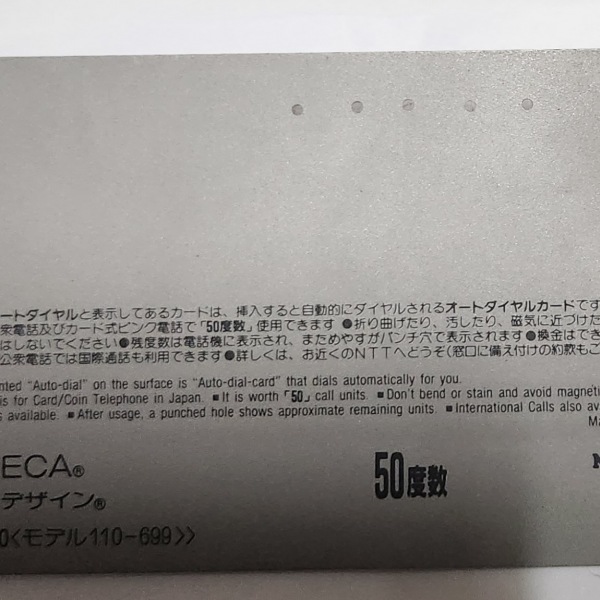 ートダイヤルと表示してあるカードは、挿入すると自動的にダイヤルされるオートダイヤルカードです
衆電話及びカード式ピンク電話で「50度数」使用できます ●折り曲げたり、汚したり、磁気に近づけた
はしないでください●残度数は電話機に表示され、まためやすがパンチ穴で表示されます●換金はでき
公衆電話では国際通話も利用できます●詳しくは、お近くのNTTへどうぞ(窓口に備え付けの約款もご
nted "Auto-dial" on the surface is "Auto-dial-card" that dials automatically for you.
is for Card/Coin Telephone in Japan. ■ It is worth「50」call units. ■ Don't bend or stain and avoid magneti
s available. ■ After usage, a punched hole shows approximate remaining units. ■ International Calls also av
Ma
ECA®
デザイン®
50度数
0<モデル110-699>>